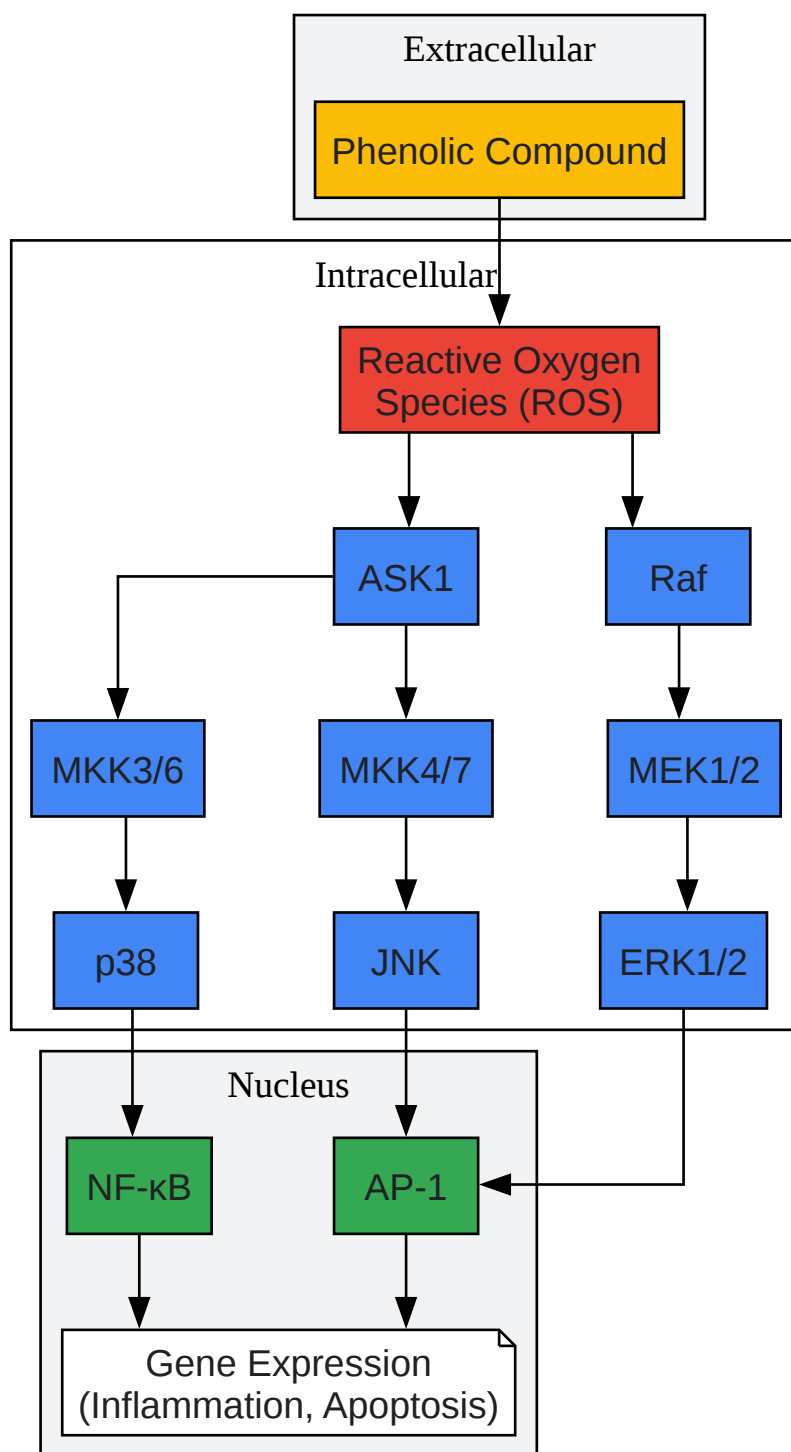 Extracellular
Phenolic Compound
Intracellular
Reactive Oxygen
Species (ROS)
ASK1
Raf
MKK3/6
MKK4/7
MEK1/2
p38
JNK
ERK1/2
Nucleus
NF-κB
AP-1
Gene Expression
(Inflammation, Apoptosis)